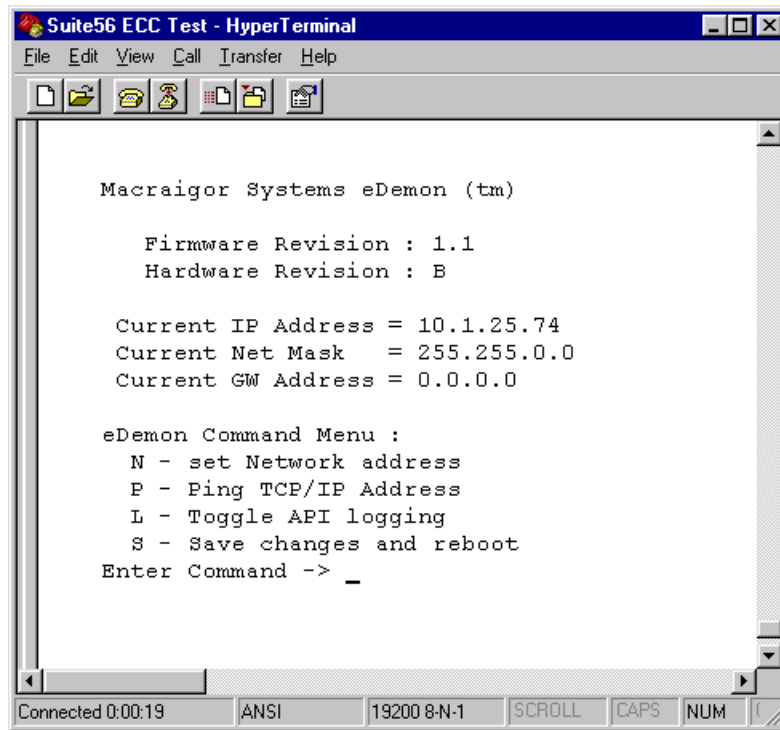 Suite56 ECC Test - HyperTerminal
File Edit View Call Transfer Help
Macraigor Systems eDemon (tm)
Firmware Revision : 1.1
Hardware Revision : B
Current IP Address = 10.1.25.74
Current Net Mask = 255.255.0.0
Current GW Address = 0.0.0.0
eDemon Command Menu :
N - set Network address
P - Ping TCP/IP Address
L - Toggle API logging
S - Save changes and reboot
Enter Command -> _
Connected 0:00:19 ANSI 19200 8-N-1 SCROLL CAPS NUM